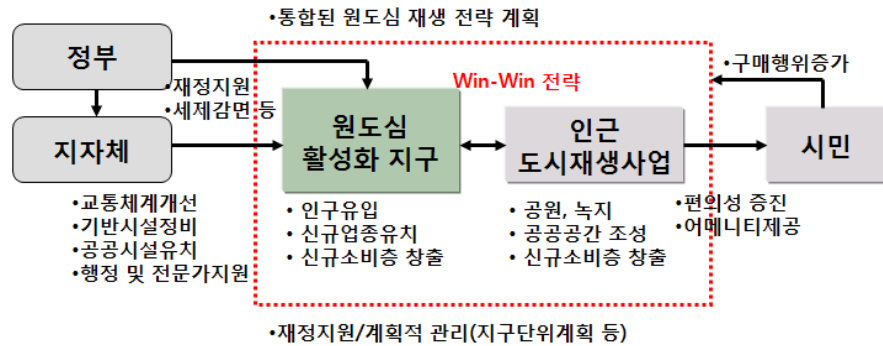 •통합된 원도심 재생 전략 계획
정부
•재정지원
•세제감면 등
Win-Win 전략
•구매행위증가
지자체
원도심
활성화 지구
인근
도시재생사업
시민
•교통체계개선
•기반시설정비
•공공시설유치
•행정 및 전문가지원
•인구유입
•신규업종유치
•신규소비층 창출
•공원, 녹지
•공공공간 조성
•신규소비층 창출
•편의성 증진
•어메니티제공
•재정지원/계획적 관리(지구단위계획 등)